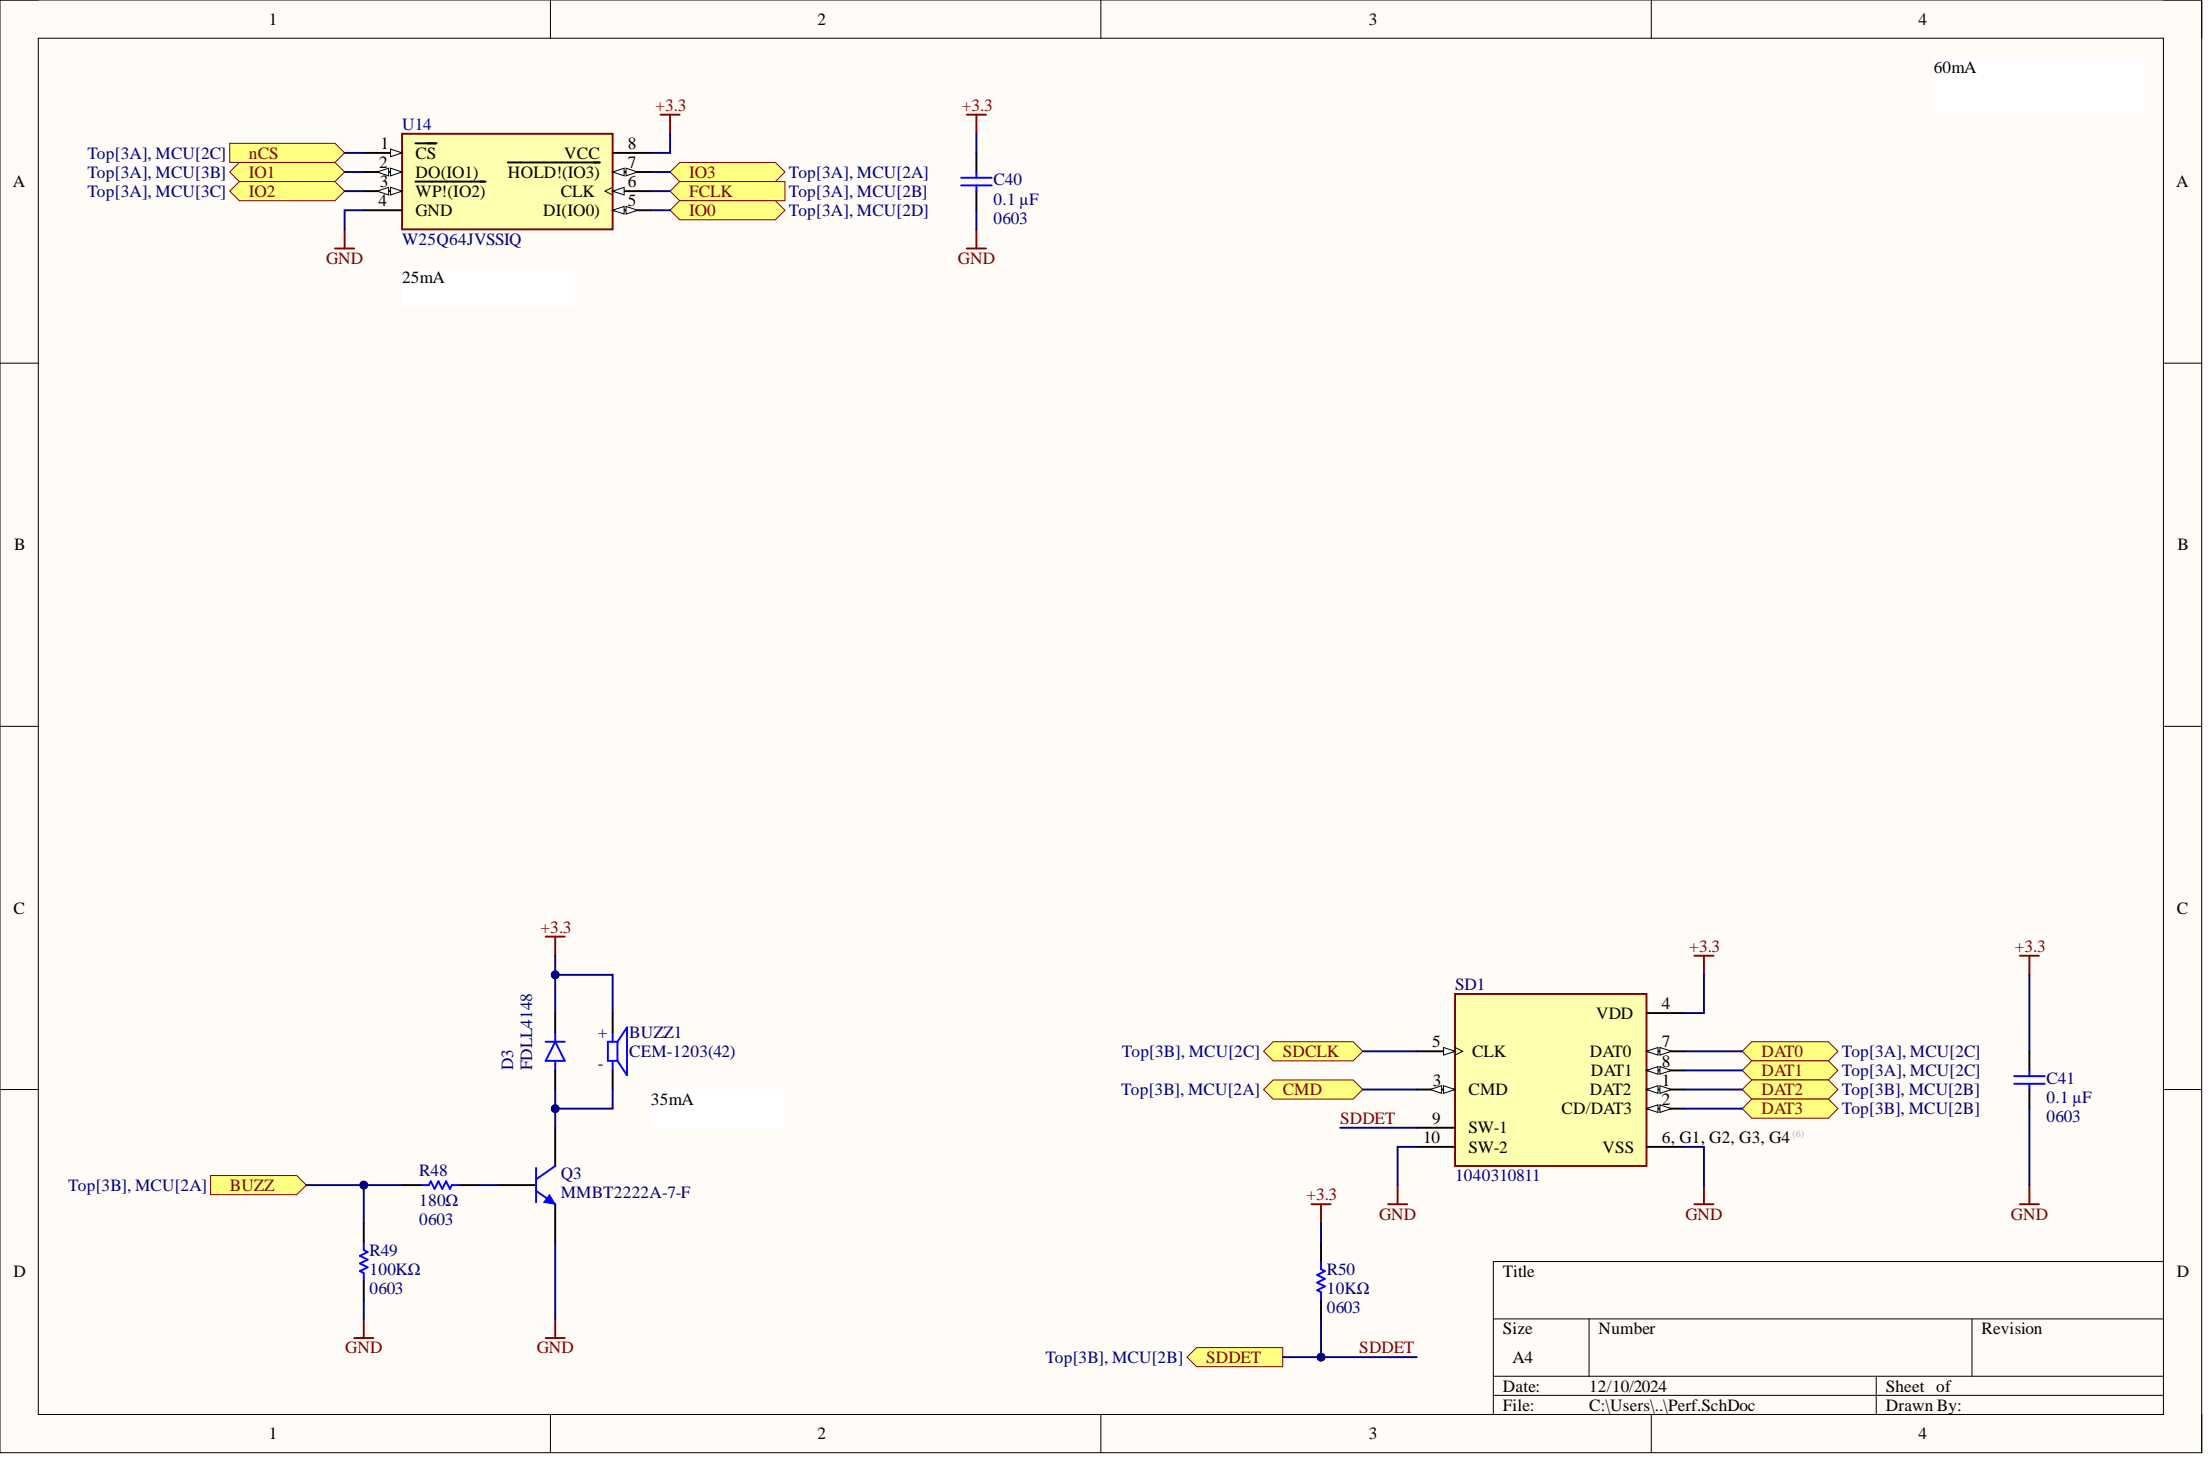 1 2 3 4
60mA
A A
U14
+3.3
Top[3A], MCU[2C] nCS 1 CS VCC 8
Top[3A], MCU[3B] IO1 2 DO(IO1) HOLD!(IO3) 7 IO3 Top[3A], MCU[2A]
Top[3A], MCU[3C] IO2 3 WP!(IO2) CLK 6 FCLK Top[3A], MCU[2B]
4 GND DI(IO0) 5 IO0 Top[3A], MCU[2D]
GND
W25Q64JVSSIQ
25mA
+3.3
C40
0.1 µF
0603
GND
B B
C C
+3.3
D3
FDLL4148
+
-
BUZZ1
CEM-1203(42)
35mA
Top[3B], MCU[2A] BUZZ
R48
180Ω
0603
Q3
MMBT2222A-7-F
R49
100KΩ
0603
GND
GND
SD1
+3.3
VDD 4
Top[3B], MCU[2C] SDCLK 5 CLK DAT0 7 DAT0 Top[3A], MCU[2C]
DAT1 8 DAT1 Top[3A], MCU[2C]
Top[3B], MCU[2A] CMD 3 CMD DAT2 1 DAT2 Top[3B], MCU[2B]
CD/DAT3 2 DAT3 Top[3B], MCU[2B]
SDDET 9 SW-1
10 SW-2 VSS 6, G1, G2, G3, G4 (6)
1040310811
GND
GND
+3.3
C41
0.1 µF
0603
GND
+3.3
R50
10KΩ
0603
Top[3B], MCU[2B] SDDET SDDET
D D
Title
Size Number Revision
A4
Date: 12/10/2024 Sheet of
File: C:\Users\..\Perf.SchDoc Drawn By:
1 2 3 4